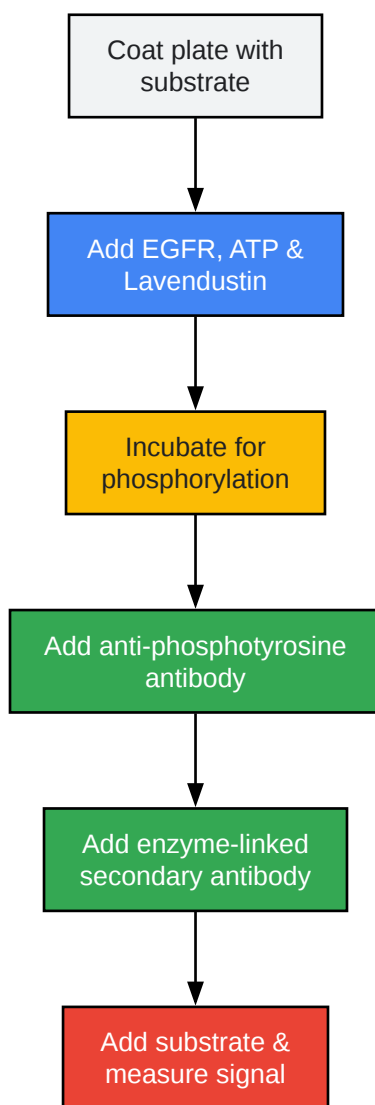 Coat plate with
substrate
Add EGFR, ATP &
Lavendustin
Incubate for
phosphorylation
Add anti-phosphotyrosine
antibody
Add enzyme-linked
secondary antibody
Add substrate &
measure signal